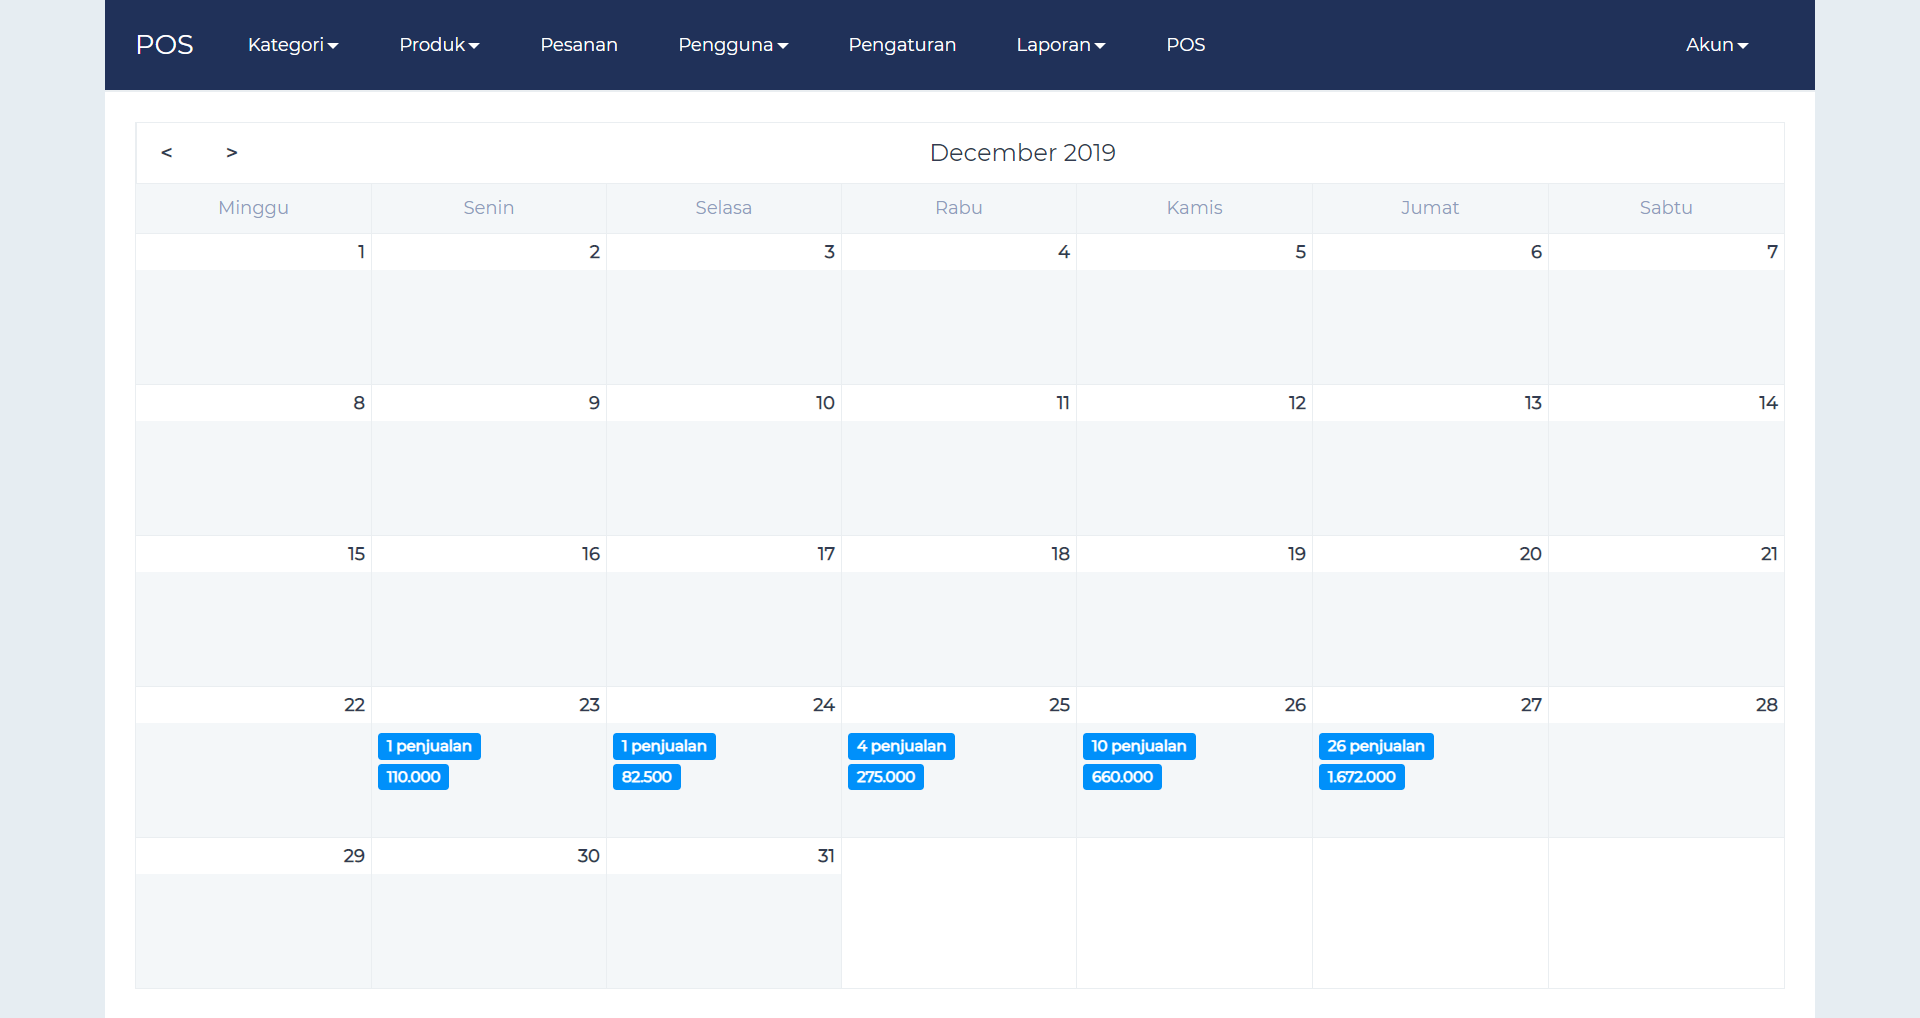 POS Kategori Produk Pesanan Pengguna Pengaturan Laporan POS Akun
< > December 2019
Minggu Senin Selasa Rabu Kamis Jumat Sabtu
1 2 3 4 5 6 7
8 9 10 11 12 13 14
15 16 17 18 19 20 21
22 23 24 25 26 27 28
1 penjualan 1 penjualan 4 penjualan 10 penjualan 26 penjualan
110.000 82.500 275.000 660.000 1.672.000
29 30 31